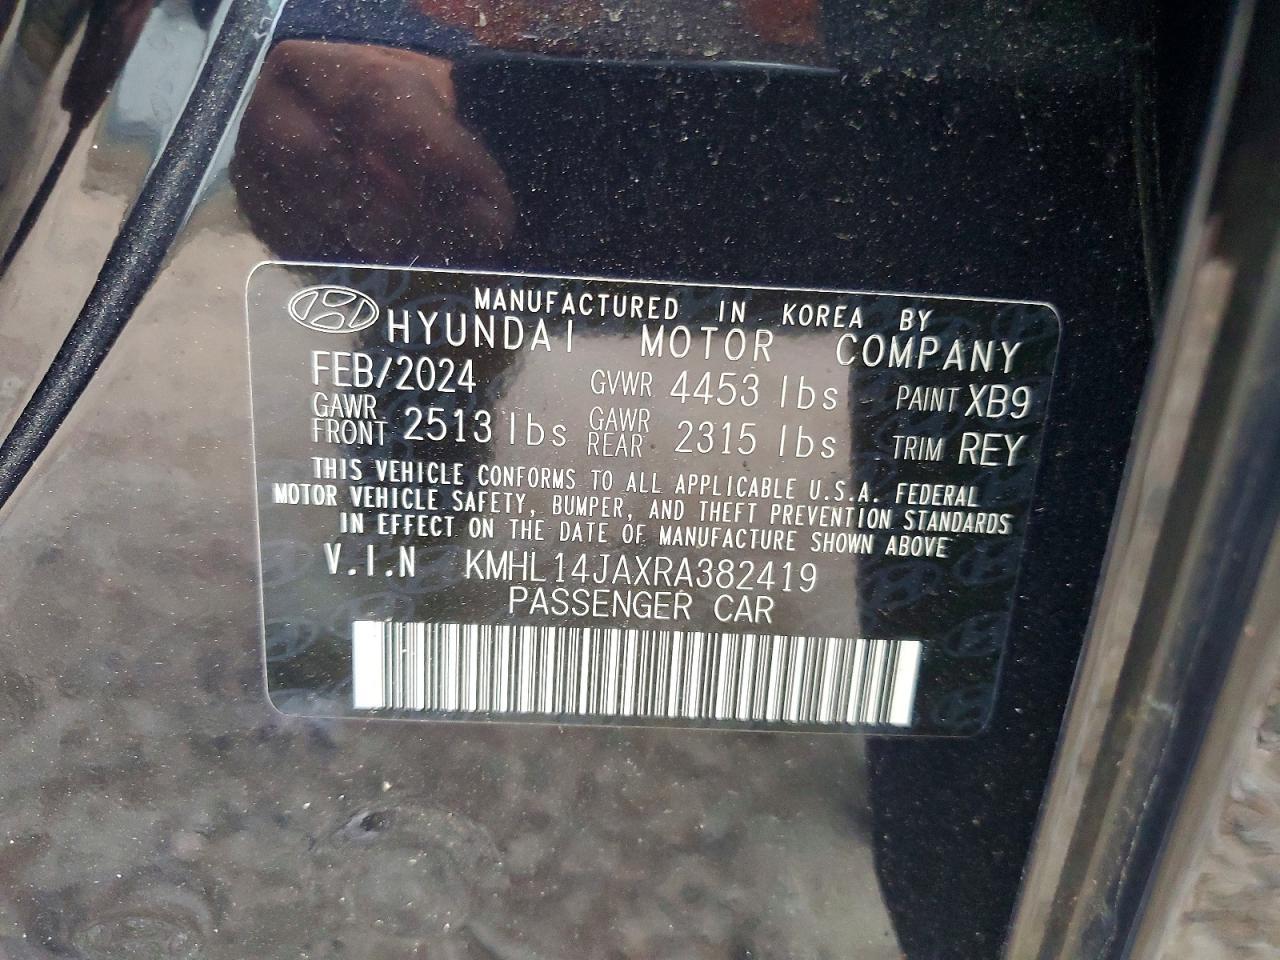 MANUFACTURED IN KOREA BY
HYUNDAI MOTOR COMPANY
FEB/2024 GVWR 4453 lbs PAINT XB9
GAWR FRONT 2513 lbs GAWR REAR 2315 lbs TRIM REY
THIS VEHICLE CONFORMS TO ALL APPLICABLE U.S.A. FEDERAL
MOTOR VEHICLE SAFETY, BUMPER, AND THEFT PREVENTION STANDARDS
IN EFFECT ON THE DATE OF MANUFACTURE SHOWN ABOVE
V.I.N KMHL14JAXRA382419
PASSENGER CAR